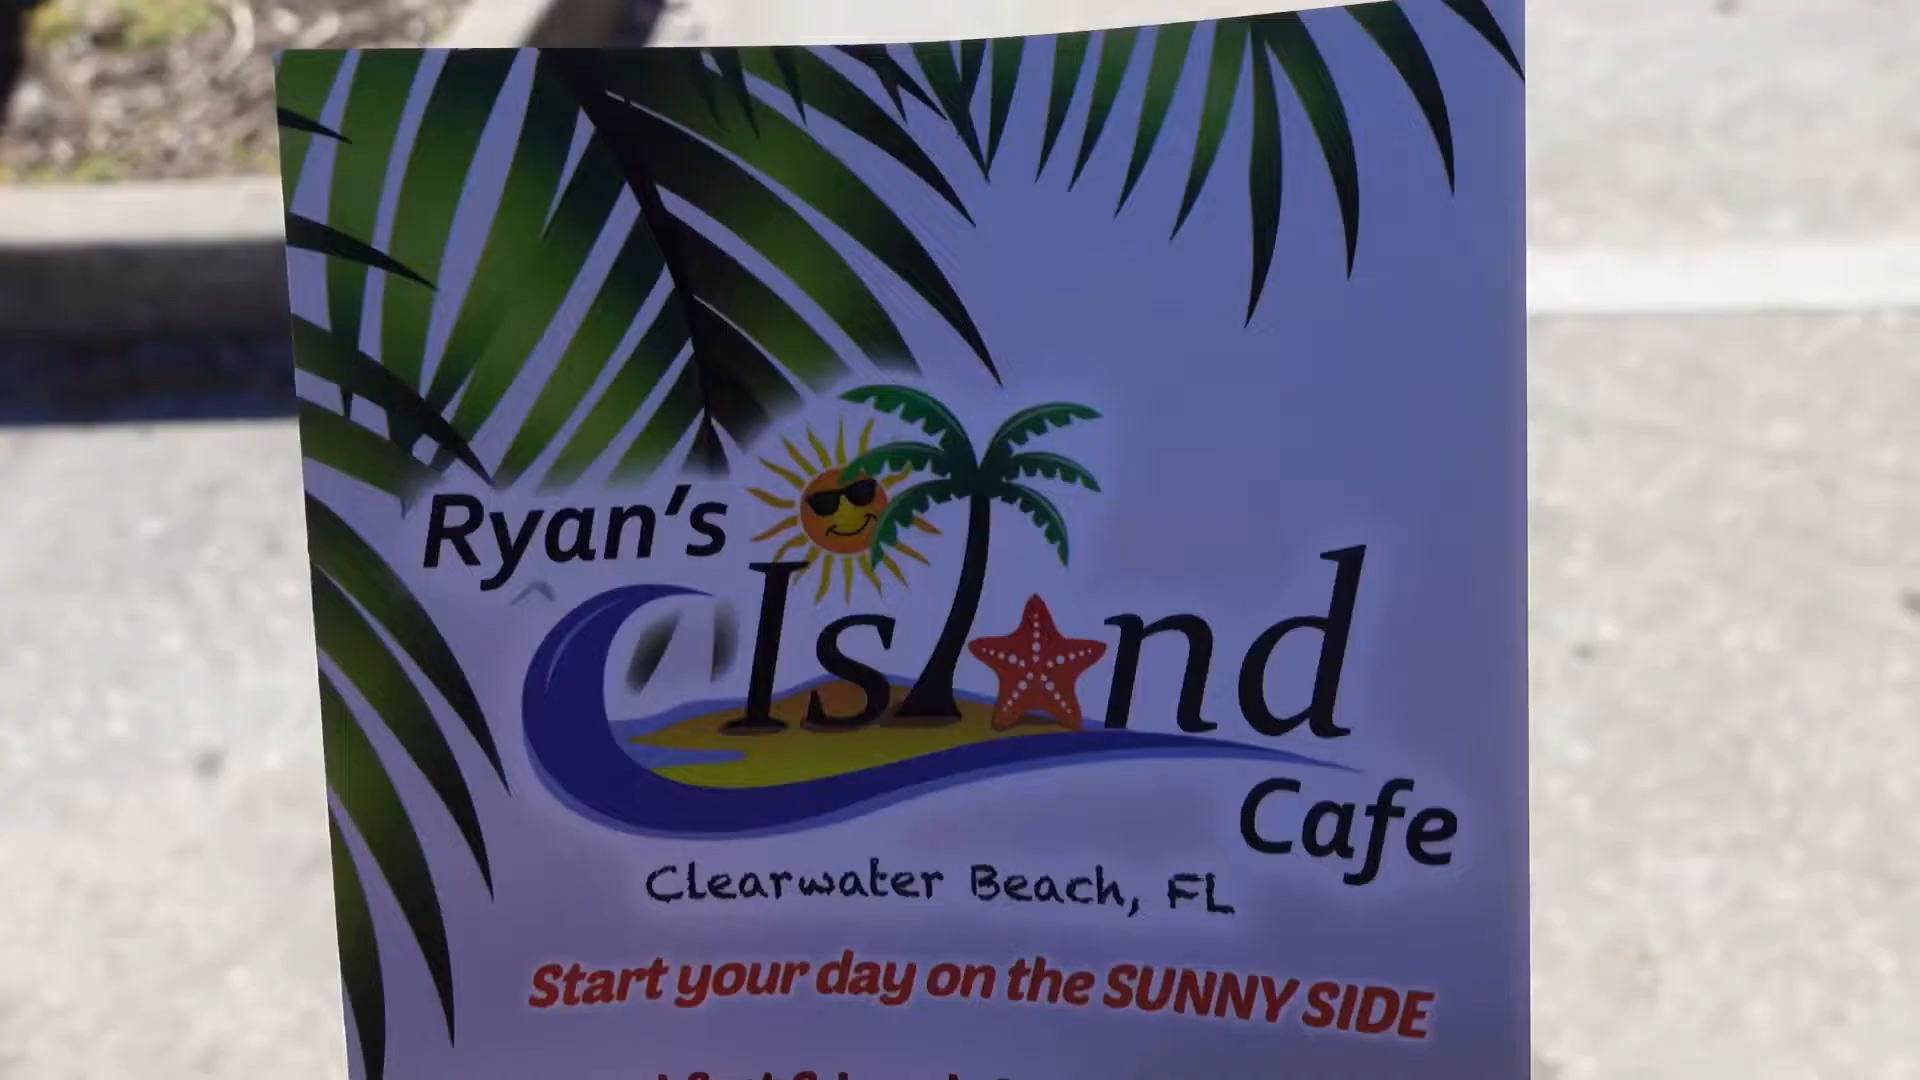 Ryan's
Island
Cafe
Clearwater Beach, FL
Start your day on the SUNNY SIDE